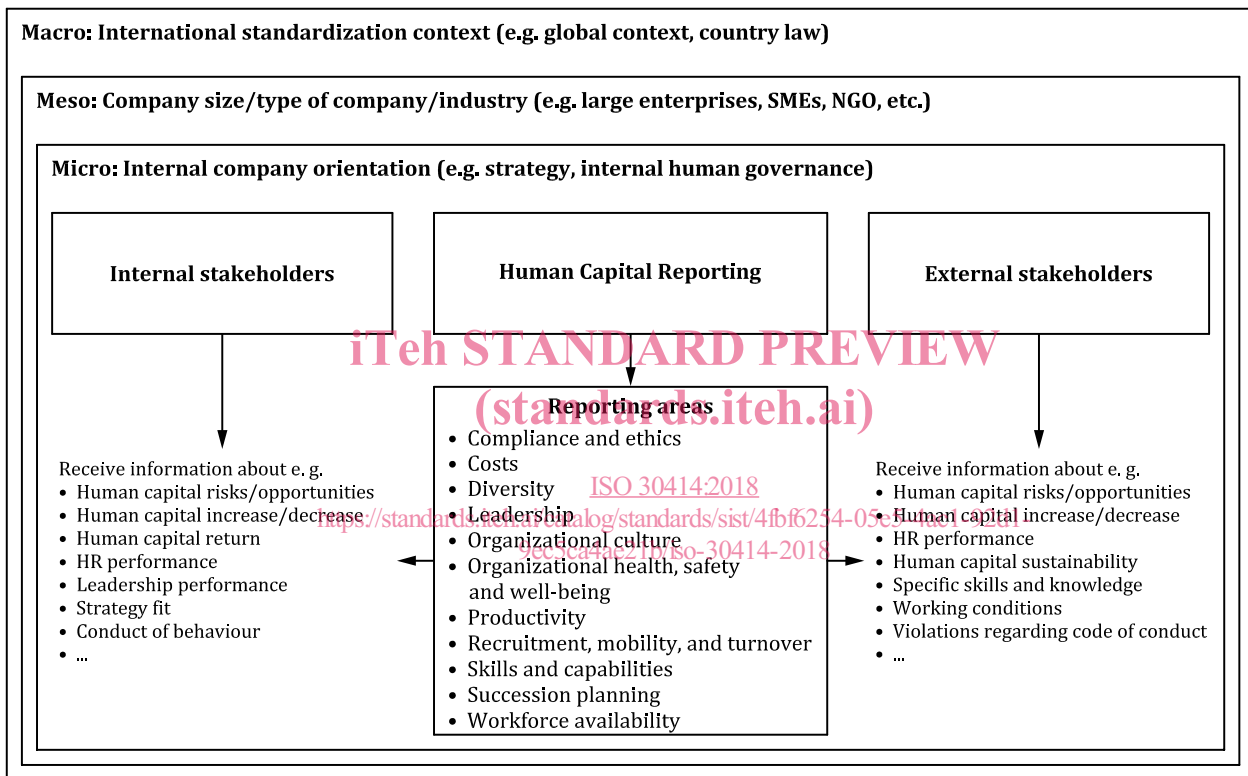 Macro: International standardization context (e.g. global context, country law)
Meso: Company size/type of company/industry (e.g. large enterprises, SMEs, NGO, etc.)
Micro: Internal company orientation (e.g. strategy, internal human governance)
Internal stakeholders
Human Capital Reporting
External stakeholders
iTeh STANDARD PREVIEW
(standards.iteh.ai)
ISO 30414:2018
Receive information about e. g.
• Human capital risks/opportunities
• Human capital increase/decrease
• Human capital return
• HR performance
• Leadership performance
• Strategy fit
• Conduct of behaviour
• ...
Reporting areas
• Compliance and ethics
• Costs
• Diversity
• Leadership
• Organizational culture
• Organizational health, safety
and well-being
• Productivity
• Recruitment, mobility, and turnover
• Skills and capabilities
• Succession planning
• Workforce availability
Receive information about e. g.
• Human capital risks/opportunities
• Human capital increase/decrease
• HR performance
• Human capital sustainability
• Specific skills and knowledge
• Working conditions
• Violations regarding code of conduct
• ...